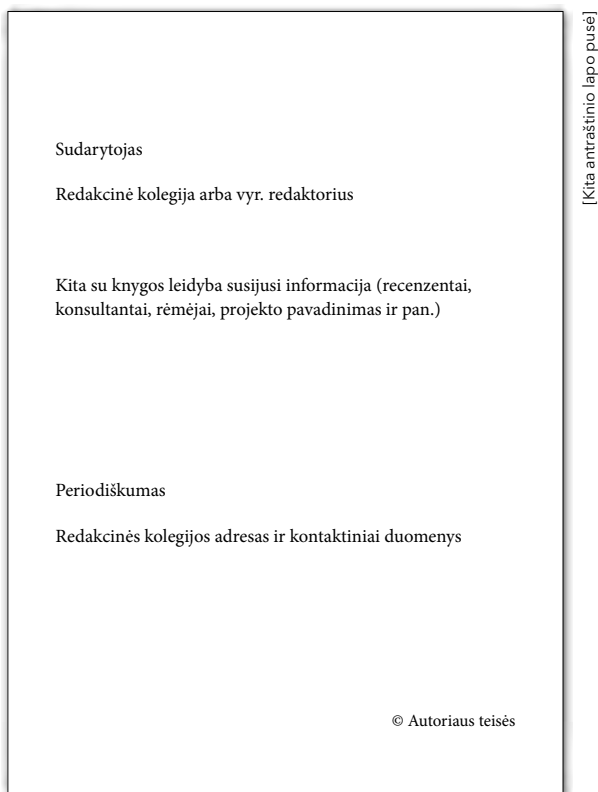 Sudarytojas
Redakcinė kolegija arba vyr. redaktorius
Kita su knygos leidyba susijusi informacija (recenzentai,
konsultantai, rėmėjai, projekto pavadinimas ir pan.)
Periodiškumas
Redakcinės kolegijos adresas ir kontaktiniai duomenys
© Autoriaus teisės
[Kita antraštinio lapo pusė]